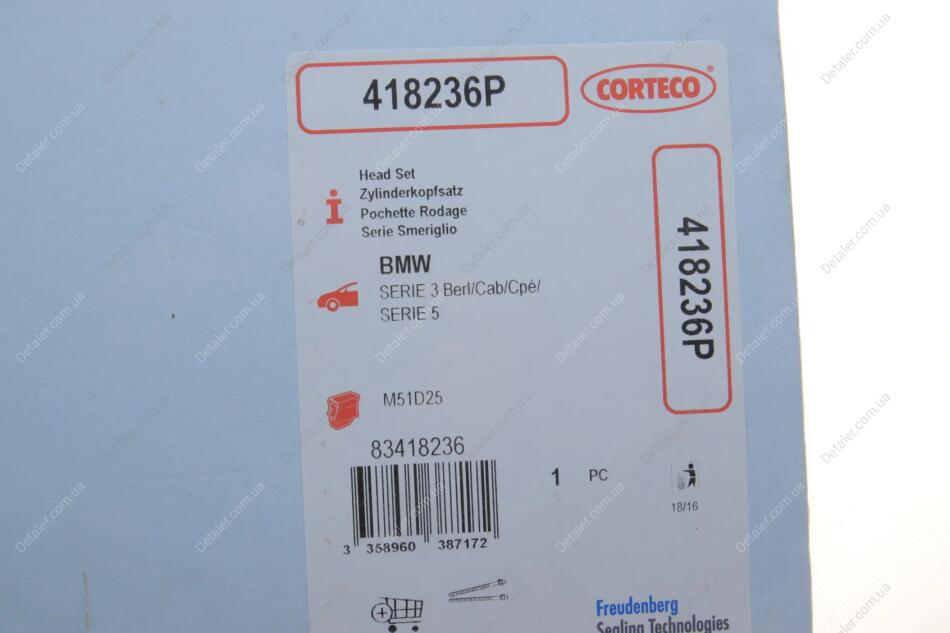 418236P
CORTECO®
Head Set
Zylinderkopfsatz
Pochette Rodage
Serie Smeriglio
418236P
BMW
SERIE 3 Berl/Cab/Cpé/
SERIE 5
M51D25
83418236
1 PC
18/16
3 358960 387172
Freudenberg
Sealing Technologies
Detaler.com.ua